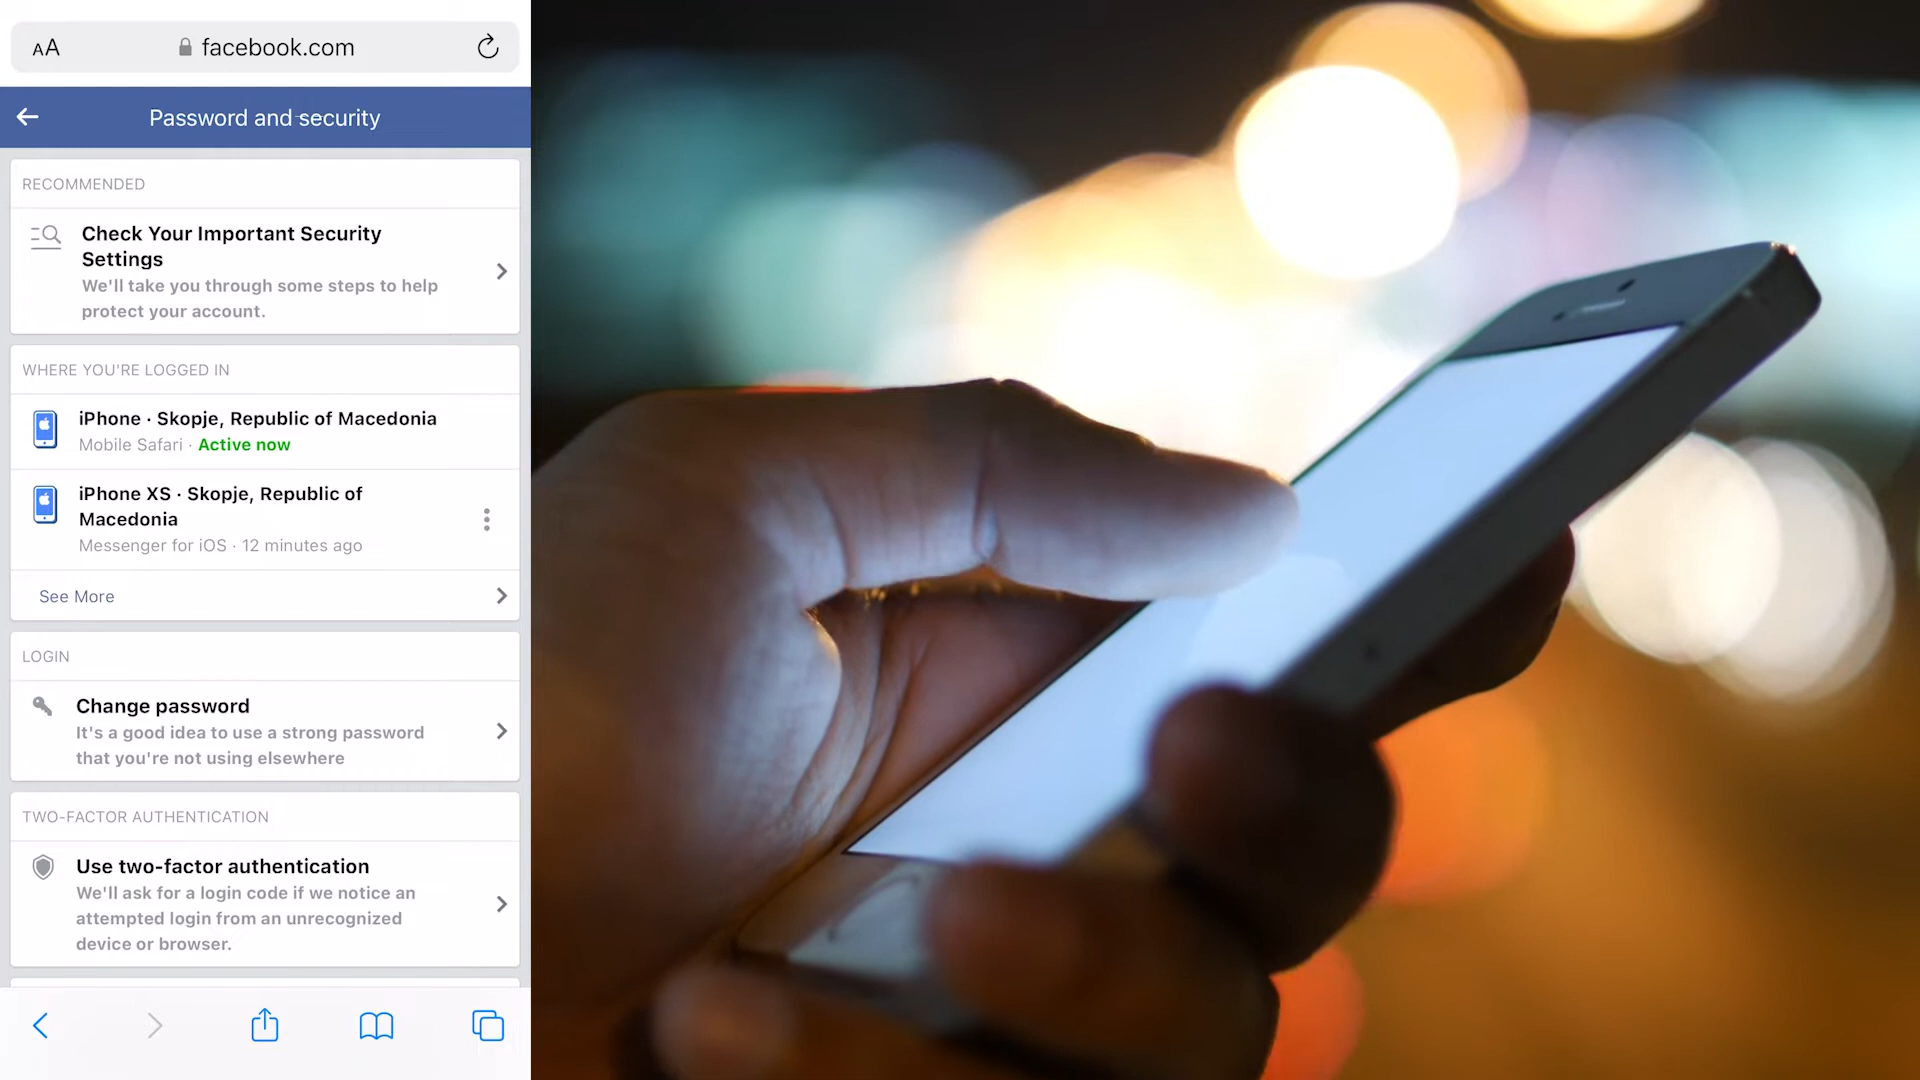 AA facebook.com
Password and security
RECOMMENDED
Check Your Important Security
Settings
We'll take you through some steps to help
protect your account.
WHERE YOU'RE LOGGED IN
iPhone · Skopje, Republic of Macedonia
Mobile Safari · Active now
iPhone XS · Skopje, Republic of
Macedonia
Messenger for iOS · 12 minutes ago
See More
LOGIN
Change password
It's a good idea to use a strong password
that you're not using elsewhere
TWO-FACTOR AUTHENTICATION
Use two-factor authentication
We'll ask for a login code if we notice an
attempted login from an unrecognized
device or browser.